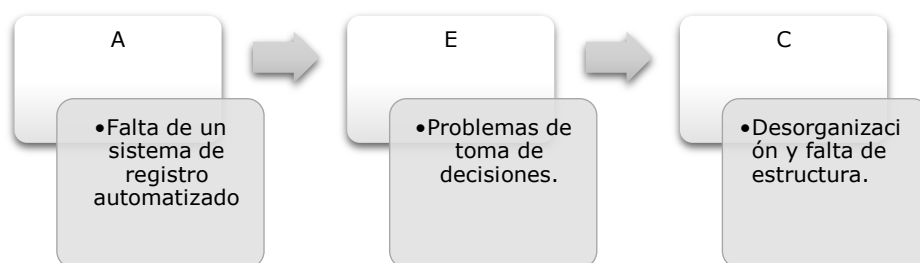 A
•Falta de un
sistema de
registro
automatizado
E
•Problemas de
toma de
decisiones.
C
•Desorganizaci
ón y falta de
estructura.